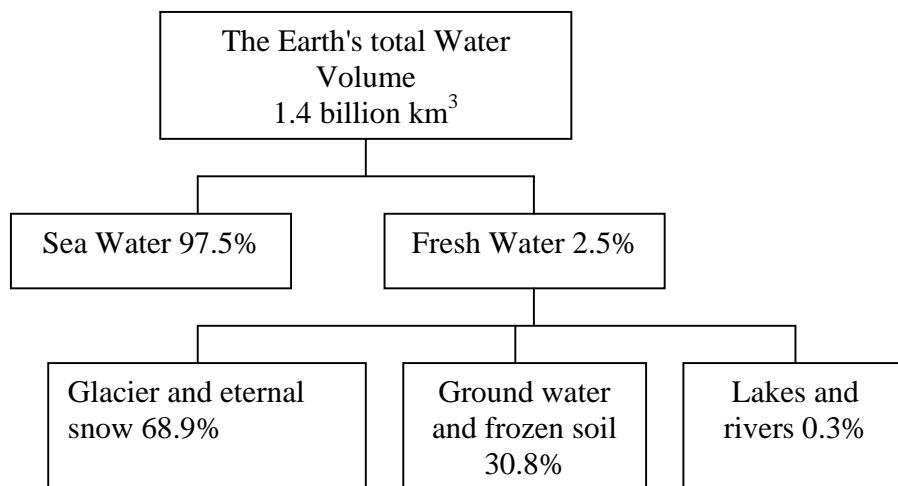 The Earth's total Water
Volume
1.4 billion km³
Sea Water 97.5%
Fresh Water 2.5%
Glacier and eternal
snow 68.9%
Ground water
and frozen soil
30.8%
Lakes and
rivers 0.3%